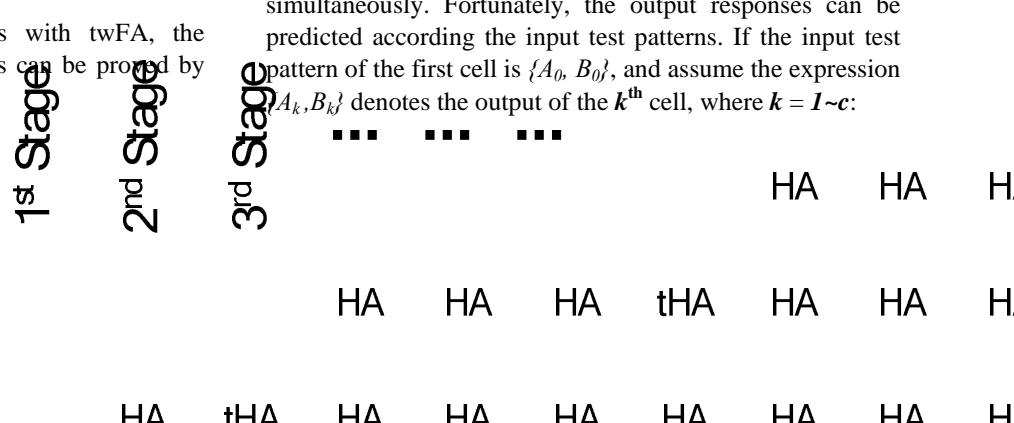 simultaneously. Fortunately, the output responses can be
s with twFA, the
predicted according the input test patterns. If the input test
s can be proved by
pattern of the first cell is {A0, B0}, and assume the expression
{Ak,Bk} denotes the output of the kth cell, where k = 1~c:
1st Stage
2nd Stage
3rd Stage
... ... ...
HA HA
HA HA HA tHA HA HA
HA tHA HA HA HA HA HA HA